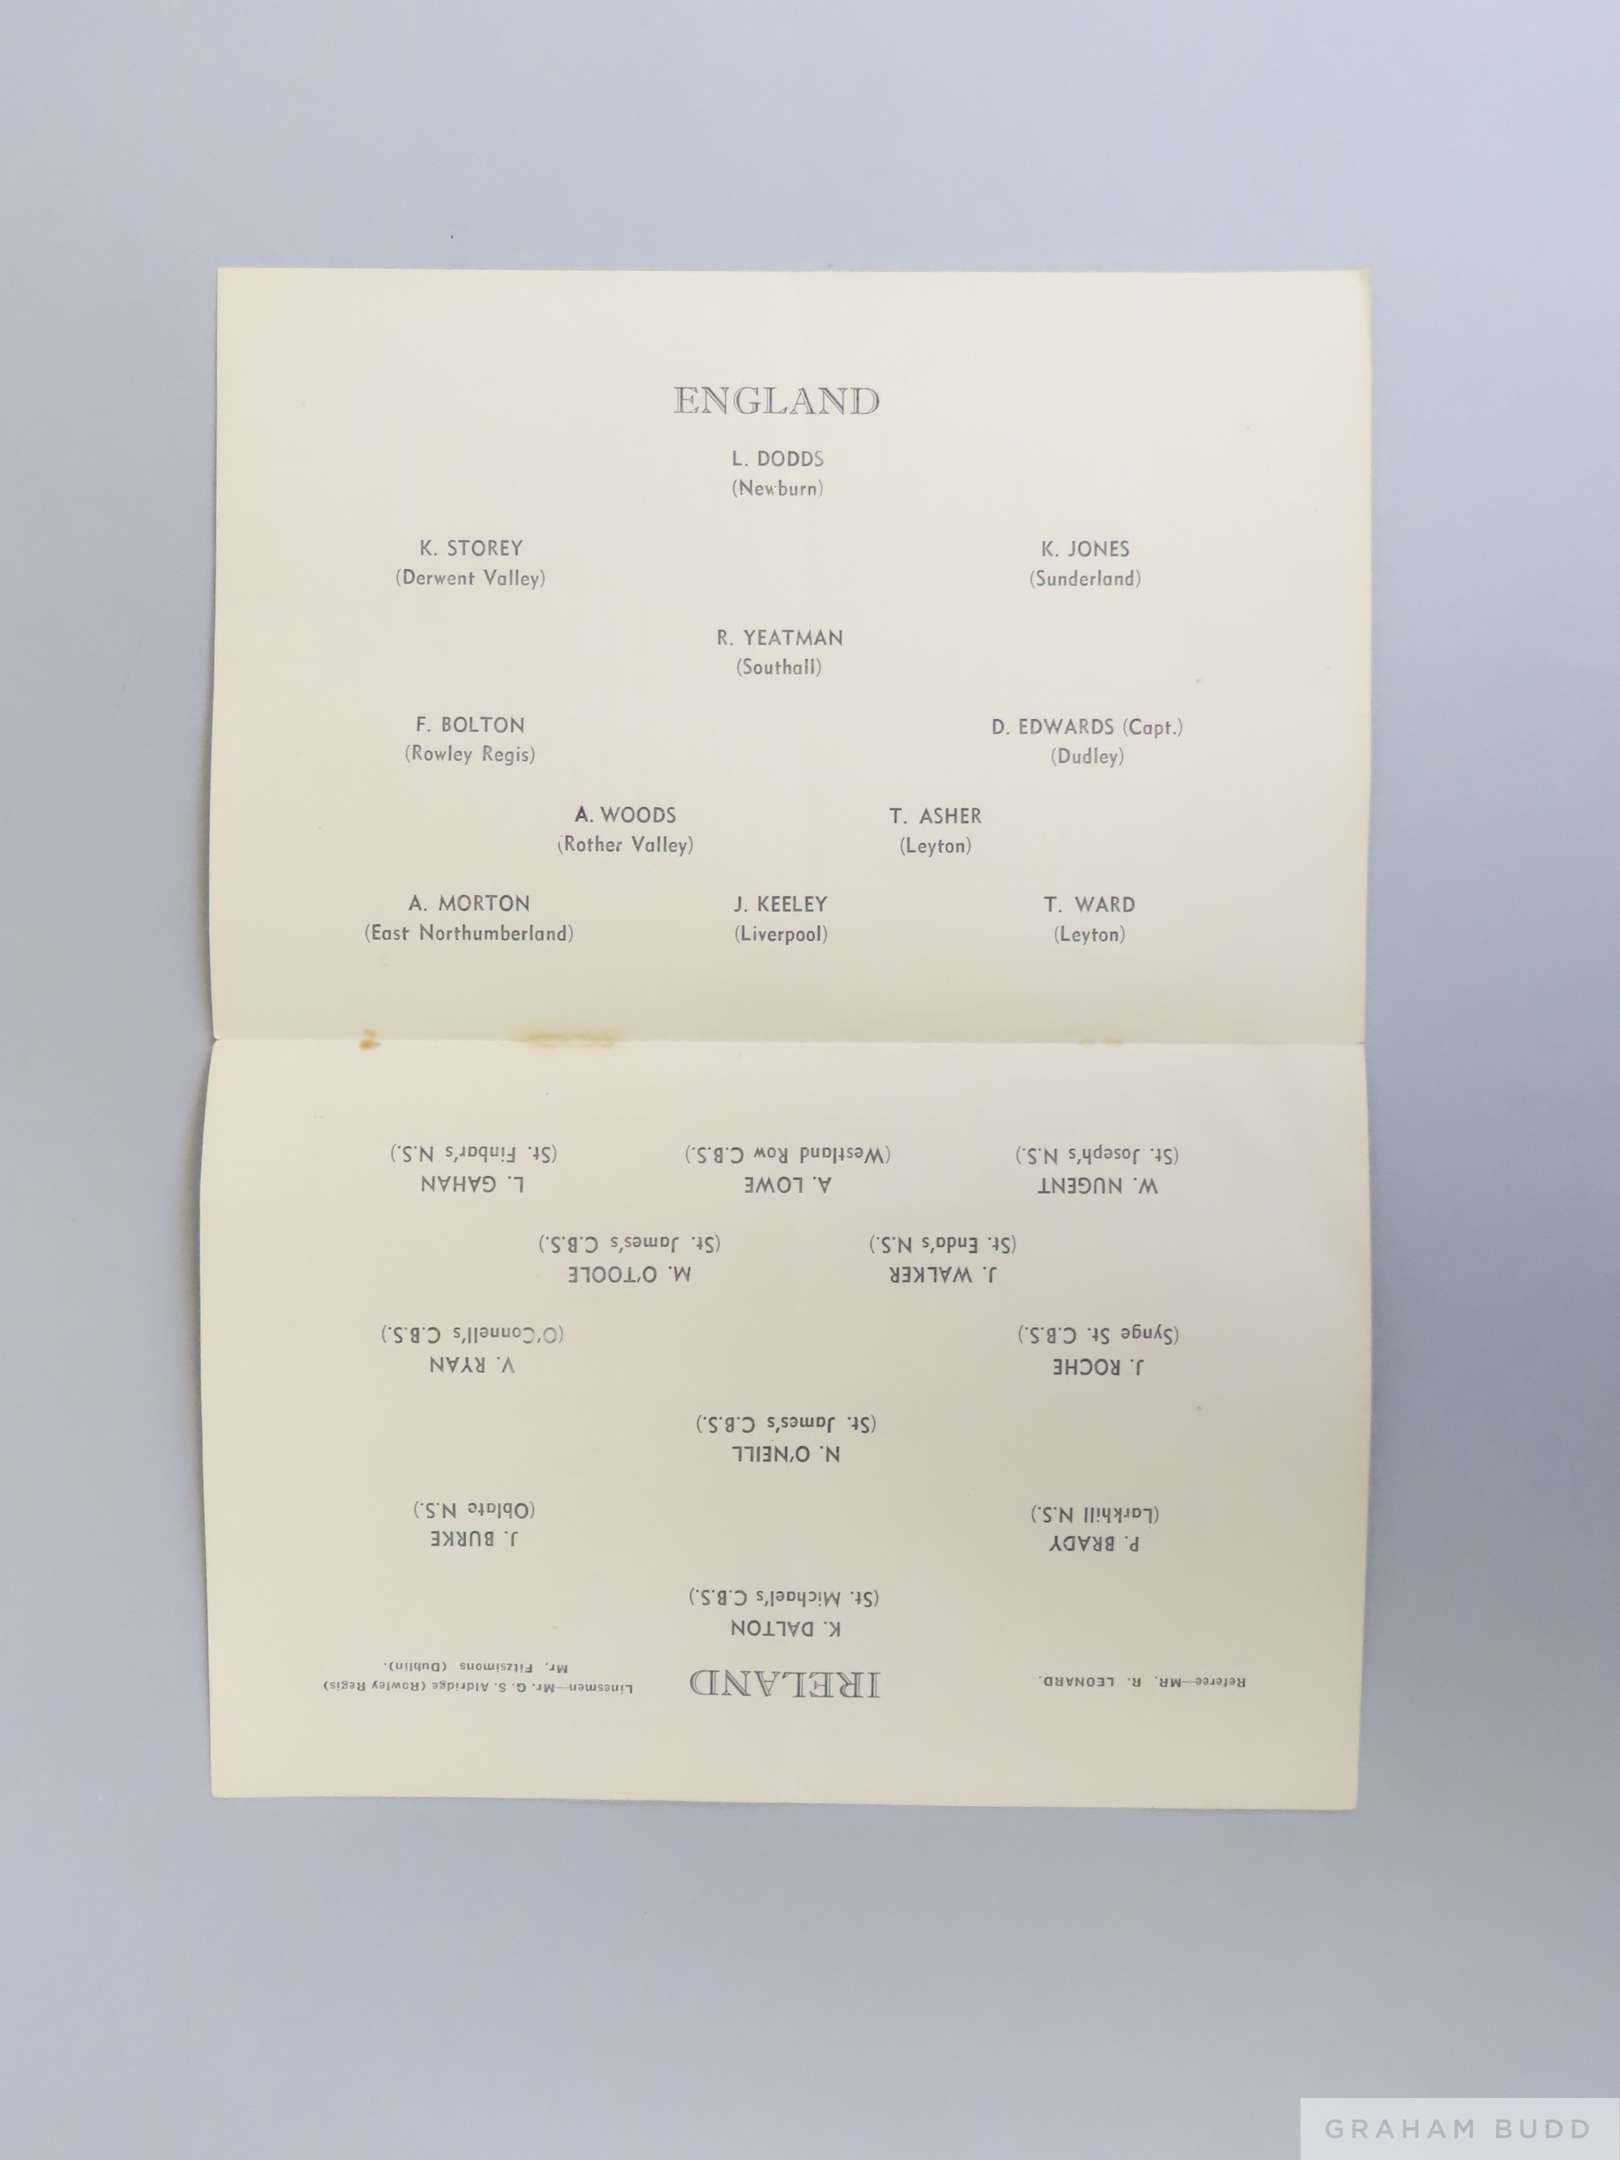 ENGLAND
L. DODDS
(Newburn)
K. STOREY
(Derwent Valley)
K. JONES
(Sunderland)
R. YEATMAN
(Southall)
F. BOLTON
(Rowley Regis)
D. EDWARDS (Capt.)
(Dudley)
A. WOODS
(Rother Valley)
T. ASHER
(Leyton)
A. MORTON
(East Northumberland)
J. KEELEY
(Liverpool)
T. WARD
(Leyton)
Referee—MR. R. LEONARD.
IRELAND
Linesmen—Mr. G. S. Aldridge (Rowley Regis)
Mr. Fitzsimons (Dublin).
K. DALTON
(St. Michael's C.B.S.)
P. BRADY
(Larkhill N.S.)
J. BURKE
(Oblate N.S.)
N. O'NEILL
(St. James's C.B.S.)
J. ROCHE
(Synge St. C.B.S.)
V. RYAN
(O'Connell's C.B.S.)
J. WALKER
(St. Enda's N.S.)
M. O'TOOLE
(St. James's C.B.S.)
W. NUGENT
(St. Joseph's N.S.)
A. LOWE
(Westland Row C.B.S.)
L. GAHAN
(St. Finbar's N.S.)
GRAHAM BUDD